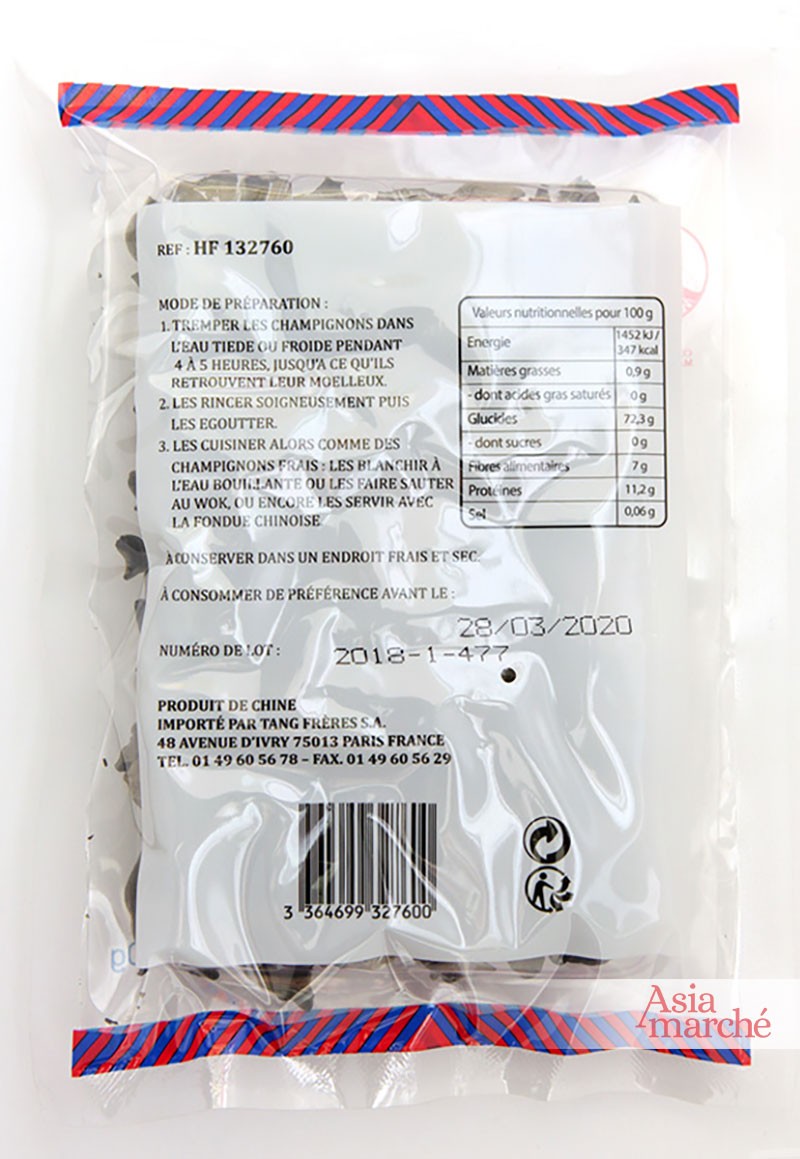 REF : HF 132760
MODE DE PRÉPARATION :
1. TREMPER LES CHAMPIGNONS DANS
L'EAU TIEDE OU FROIDE PENDANT
4 À 5 HEURES, JUSQU'A CE QU'ILS
RETROUVENT LEUR MOELLEUX.
2. LES RINCER SOIGNEUSEMENT PUIS
LES EGOUTTER.
3. LES CUISINER ALORS COMME DES
CHAMPIGNONS FRAIS : LES BLANCHIR À
L'EAU BOUILLANTE OU LES FAIRE SAUTER
AU WOK, OU ENCORE LES SERVIR AVEC
LA FONDUE CHINOISE
Valeurs nutritionnelles pour 100 g
Energie 1452 kJ / 347 kcal
Matières grasses 0,9 g
- dont acides gras saturés 0 g
Glucides 72,3 g
- dont sucres 0 g
Fibres alimentaires 7 g
Protéines 11,2 g
Sel 0,06 g
À CONSERVER DANS UN ENDROIT FRAIS ET SEC.
À CONSOMMER DE PRÉFÉRENCE AVANT LE :
28/03/2020
NUMÉRO DE LOT : 2018-1-477
PRODUIT DE CHINE
IMPORTÉ PAR TANG FRÈRES S.A.
48 AVENUE D'IVRY 75013 PARIS FRANCE
TEL. 01 49 60 56 78 – FAX. 01 49 60 56 29
3 364699 327600
Asia
marché